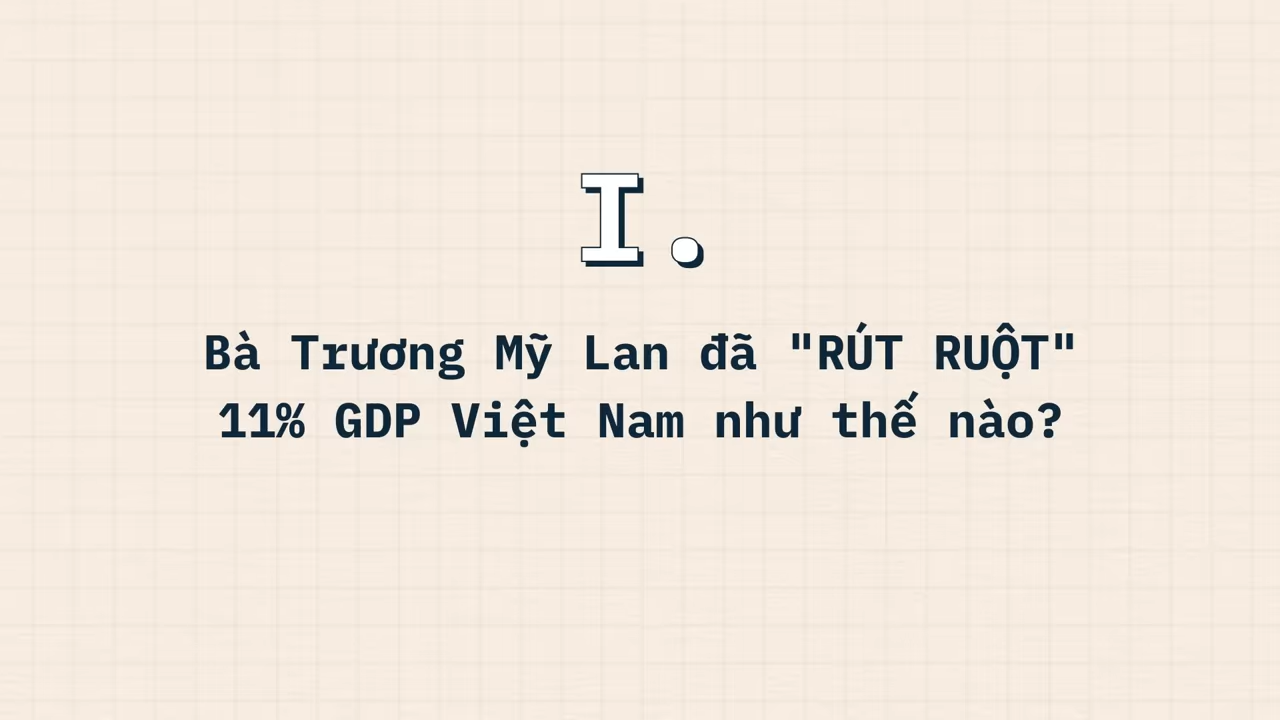 I.
Bà Trương Mỹ Lan đã "RÚT RUỘT"
11% GDP Việt Nam như thế nào?